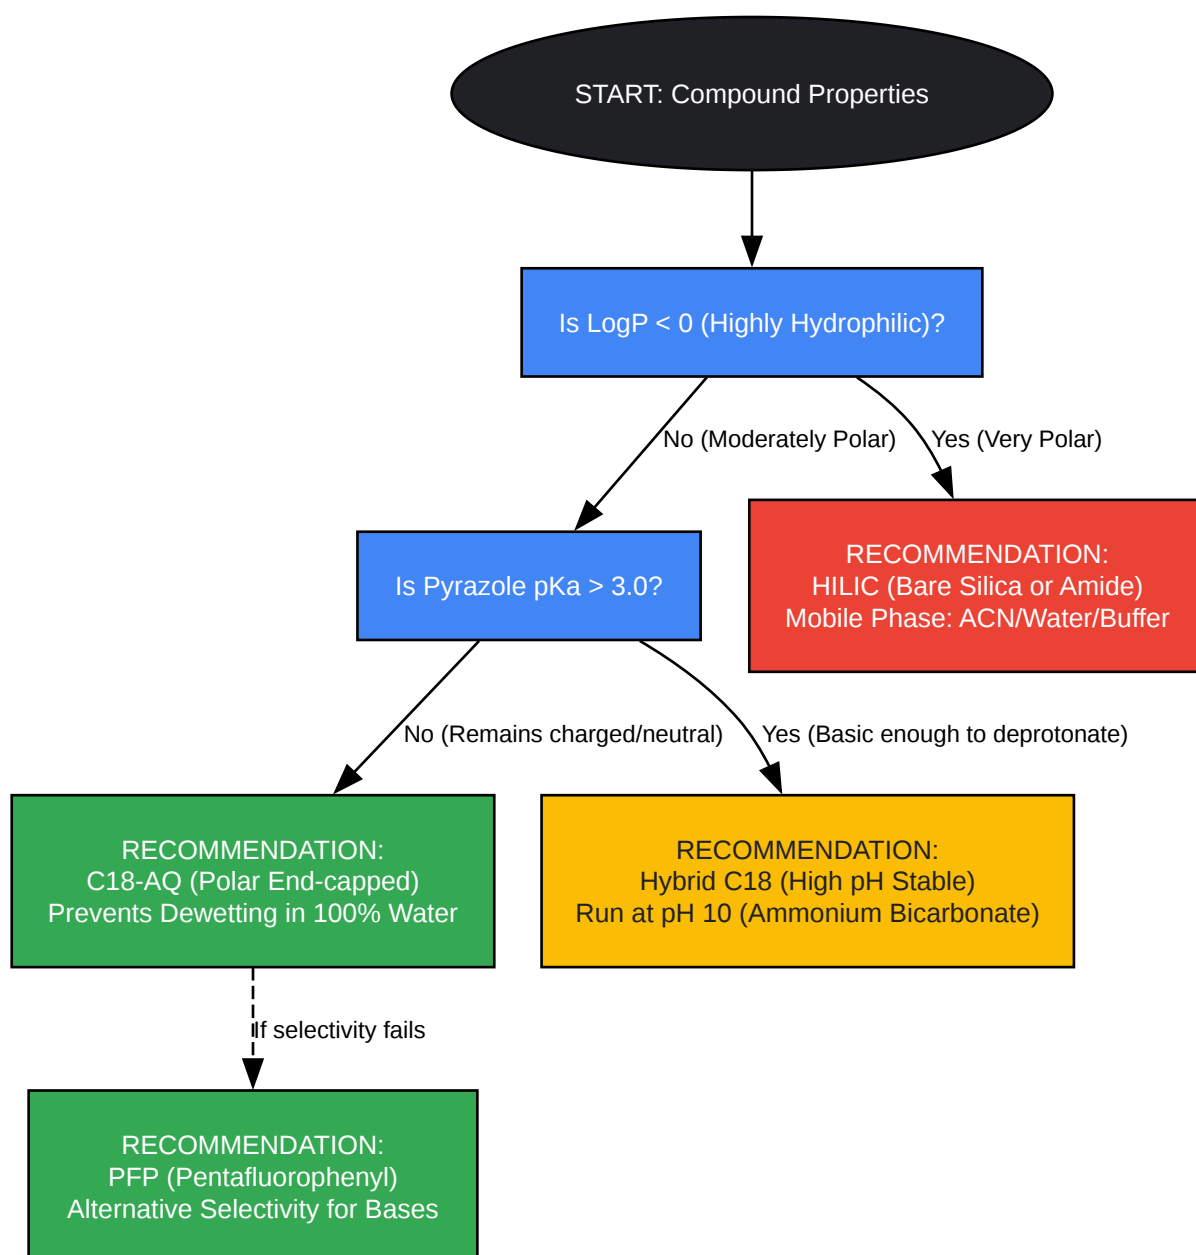 START: Compound Properties
Is LogP < 0 (Highly Hydrophilic)?
No (Moderately Polar)
Yes (Very Polar)
RECOMMENDATION:
HILIC (Bare Silica or Amide)
Mobile Phase: ACN/Water/Buffer
Is Pyrazole pKa > 3.0?
No (Remains charged/neutral)
Yes (Basic enough to deprotonate)
RECOMMENDATION:
C18-AQ (Polar End-capped)
Prevents Dewetting in 100% Water
RECOMMENDATION:
Hybrid C18 (High pH Stable)
Run at pH 10 (Ammonium Bicarbonate)
If selectivity fails
RECOMMENDATION:
PFP (Pentafluorophenyl)
Alternative Selectivity for Bases